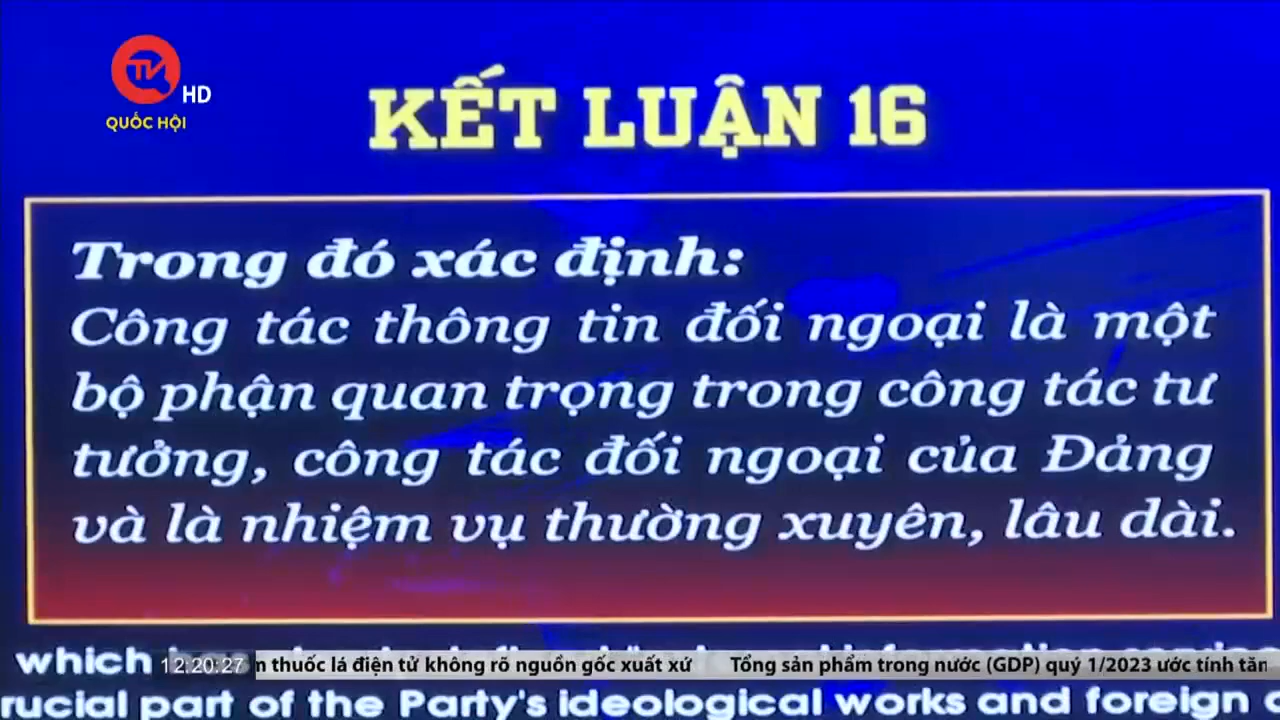 HD
QUỐC HỘI
KẾT LUẬN 16
Trong đó xác định:
Công tác thông tin đối ngoại là một
bộ phận quan trọng trong công tác tư
tưởng, công tác đối ngoại của Đảng
và là nhiệm vụ thường xuyên, lâu dài.
which
12:20:27 n thuốc lá điện tử không rõ nguồn gốc xuất xứ Tổng sản phẩm trong nước (GDP) quý 1/2023 ước tính tăn
rucial part of the Party's ideological works and foreign